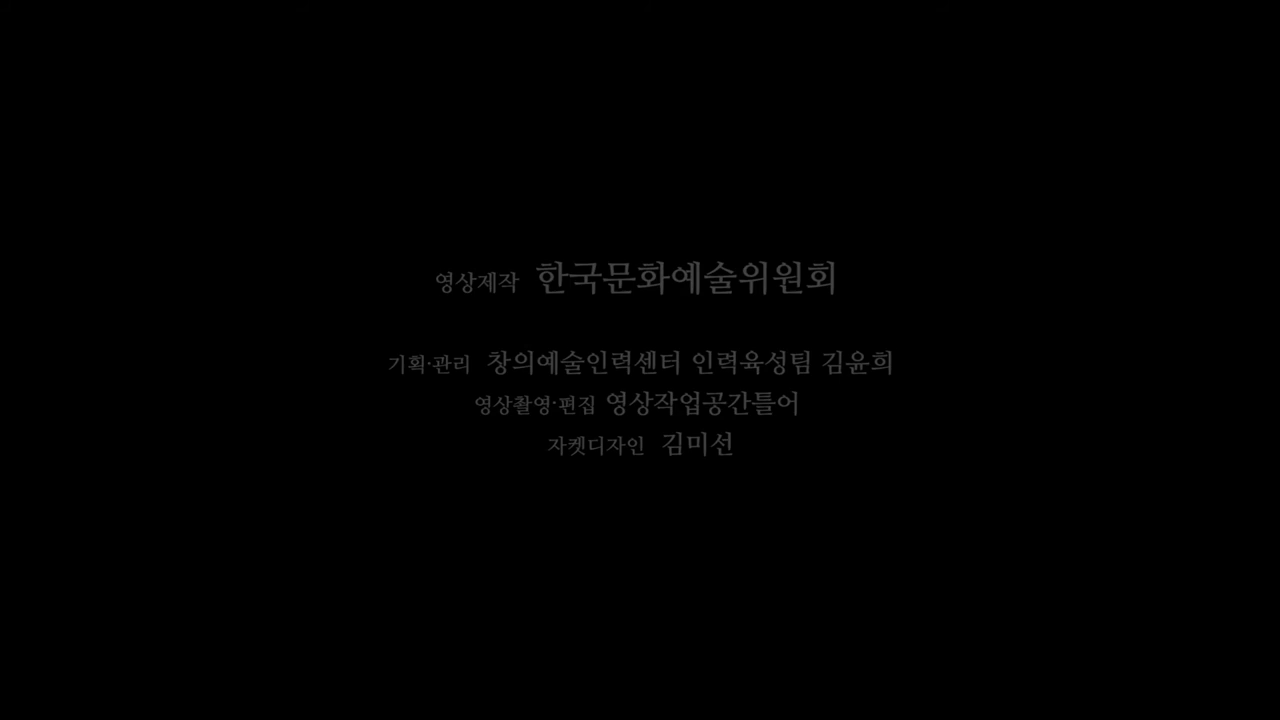 영상제작 한국문화예술위원회
기획·관리 창의예술인력센터 인력육성팀 김윤희
영상촬영·편집 영상작업공간틀어
자켓디자인 김미선